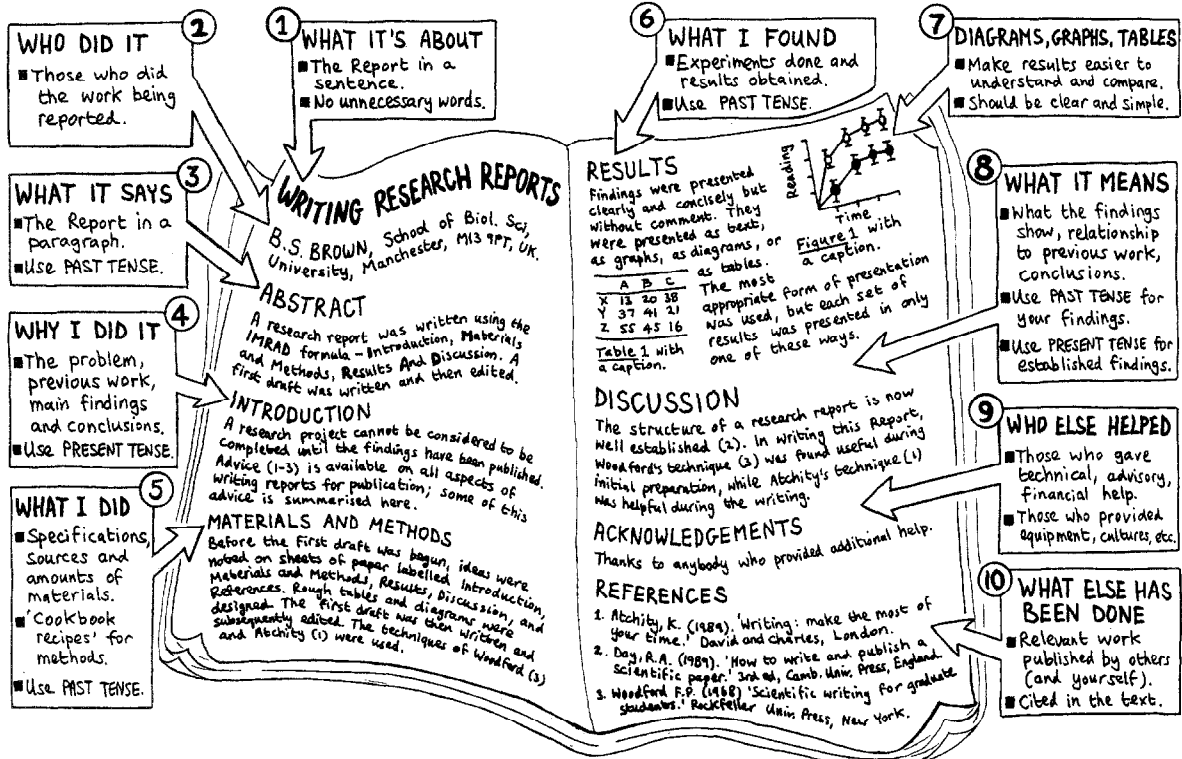 2
WHO DID IT
■ Those who did
the work being
reported.
1
WHAT IT'S ABOUT
■ The Report in a
sentence.
■ No unnecessary words.
3
WHAT IT SAYS
■ The Report in a
paragraph.
■ Use PAST TENSE.
4
WHY I DID IT
■ The problem,
previous work,
main findings
and conclusions.
■ Use PRESENT TENSE.
5
WHAT I DID
■ Specifications,
Sources and
amounts of
materials.
■ 'Cookbook
recipes' for
methods.
■ Use PAST TENSE.
WRITING RESEARCH REPORTS
B.S. BROWN, School of Biol. Sci,
University, Manchester, M13 9PT, UK.
ABSTRACT
A research report was written using the
IMRAD formula - Introduction, Materials
and Methods, Results And Discussion. A
first draft was written and then edited.
INTRODUCTION
A research project cannot be considered to be
completed until the findings have been published.
Advice (1-3) is available on all aspects of
writing reports for publication; some of this
advice is summarised here.
MATERIALS AND METHODS
Before the first draft was begun, ideas were
noted on sheets of paper labelled Introduction,
Materials and Methods, Results, Discussion, and
References. Rough tables and diagrams were
designed. The first draft was then written and
subsequently edited. The techniques of Woodford (3)
and Atchity (1) were used.
6
WHAT I FOUND
■ Experiments done and
results obtained.
■ Use PAST TENSE.
7
DIAGRAMS, GRAPHS, TABLES
■ Make results easier to
understand and compare.
■ Should be clear and simple.
RESULTS
Findings were presented
clearly and concisely but
without comment. They
were presented as text,
as graphs, as diagrams, or
as tables.
The most
appropriate form of presentation
was used, but each set of
results was presented in only
one of these ways.
Reading
Time
Figure 1 with
a caption.
A B C
X 13 20 38
Y 37 41 21
Z 55 45 16
Table 1 with
a caption.
DISCUSSION
The structure of a research report is now
well established (2). In writing this Report,
Woodford's technique (3) was found useful during
initial preparation, while Atchity's technique (1)
was helpful during the writing.
ACKNOWLEDGEMENTS
Thanks to anybody who provided additional help.
REFERENCES
1. Atchity, K. (1989). 'Writing: make the most of
your time.' David and Charles, London.
2. Day, R.A. (1989). 'How to write and publish a
scientific paper.' 3rd ed, Camb. Univ. Press, England.
3. Woodford F.P. (1968) 'Scientific writing for graduate
students.' Rockfeller Univ. Press, New York.
8
WHAT IT MEANS
■ What the findings
show, relationship
to previous work,
conclusions.
■ Use PAST TENSE for
your findings.
■ Use PRESENT TENSE for
established findings.
9
WHO ELSE HELPED
■ Those who gave
technical, advisory,
financial help.
■ Those who provided
equipment, cultures, etc.
10
WHAT ELSE HAS
BEEN DONE
■ Relevant work
published by others
(and yourself).
■ Cited in the text.